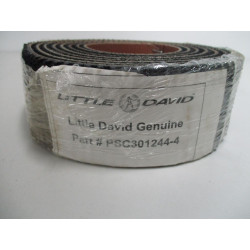 LITTLE DAVID
Little David Genuine
Part # PSC301244-4